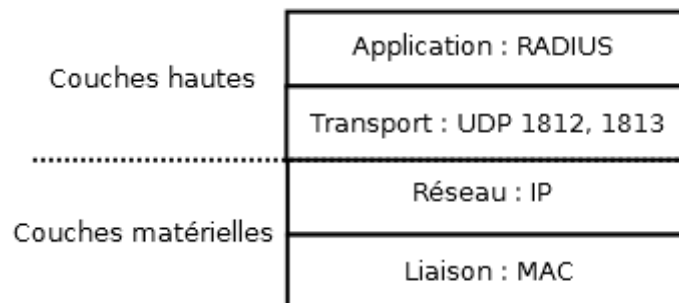 Couches hautes
Application : RADIUS
Transport : UDP 1812, 1813
Couches matérielles
Réseau : IP
Liaison : MAC